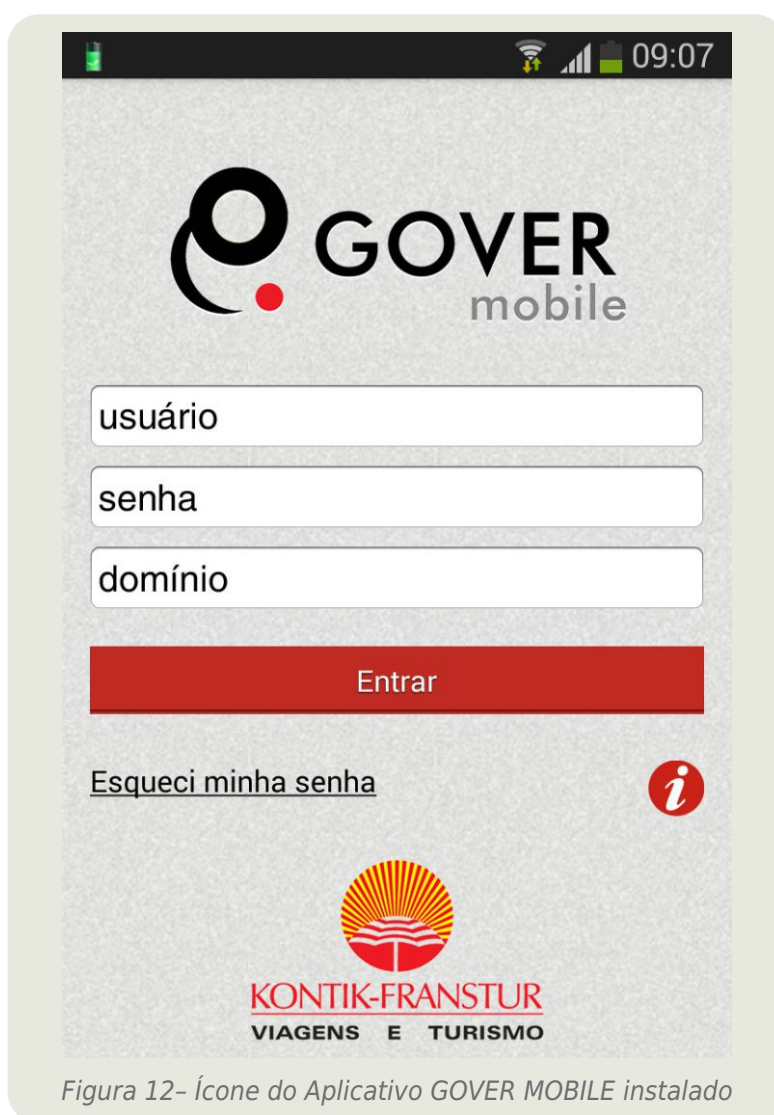 09:07
GOVER
mobile
usuário
senha
domínio
Entrar
Esqueci minha senha
i
KONTIK-FRANSTUR
VIAGENS E TURISMO
Figura 12– Ícone do Aplicativo GOVER MOBILE instalado